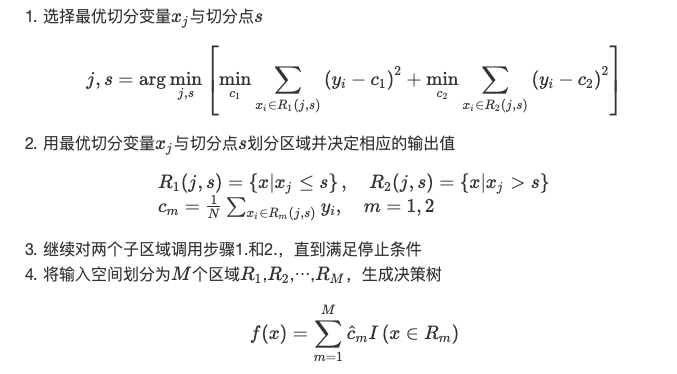 1. 选择最优切分变量$x_j$与切分点$s$
$$j, s = \arg\min_{j,s} \left[ \min_{c_1} \sum_{x_i \in R_1(j,s)} (y_i - c_1)^2 + \min_{c_2} \sum_{x_i \in R_2(j,s)} (y_i - c_2)^2 \right]$$
2. 用最优切分变量$x_j$与切分点$s$划分区域并决定相应的输出值
$$R_1(j, s) = \{x | x_j \leq s\}, \quad R_2(j, s) = \{x | x_j > s\}$$
$$c_m = \frac{1}{N} \sum_{x_i \in R_m(j,s)} y_i, \quad m = 1, 2$$
3. 继续对两个子区域调用步骤1.和2.，直到满足停止条件
4. 将输入空间划分为$M$个区域$R_1$,$R_2$,⋯,$R_M$，生成决策树
$$f(x) = \sum_{m=1}^{M} \hat{c}_m I (x \in R_m)$$